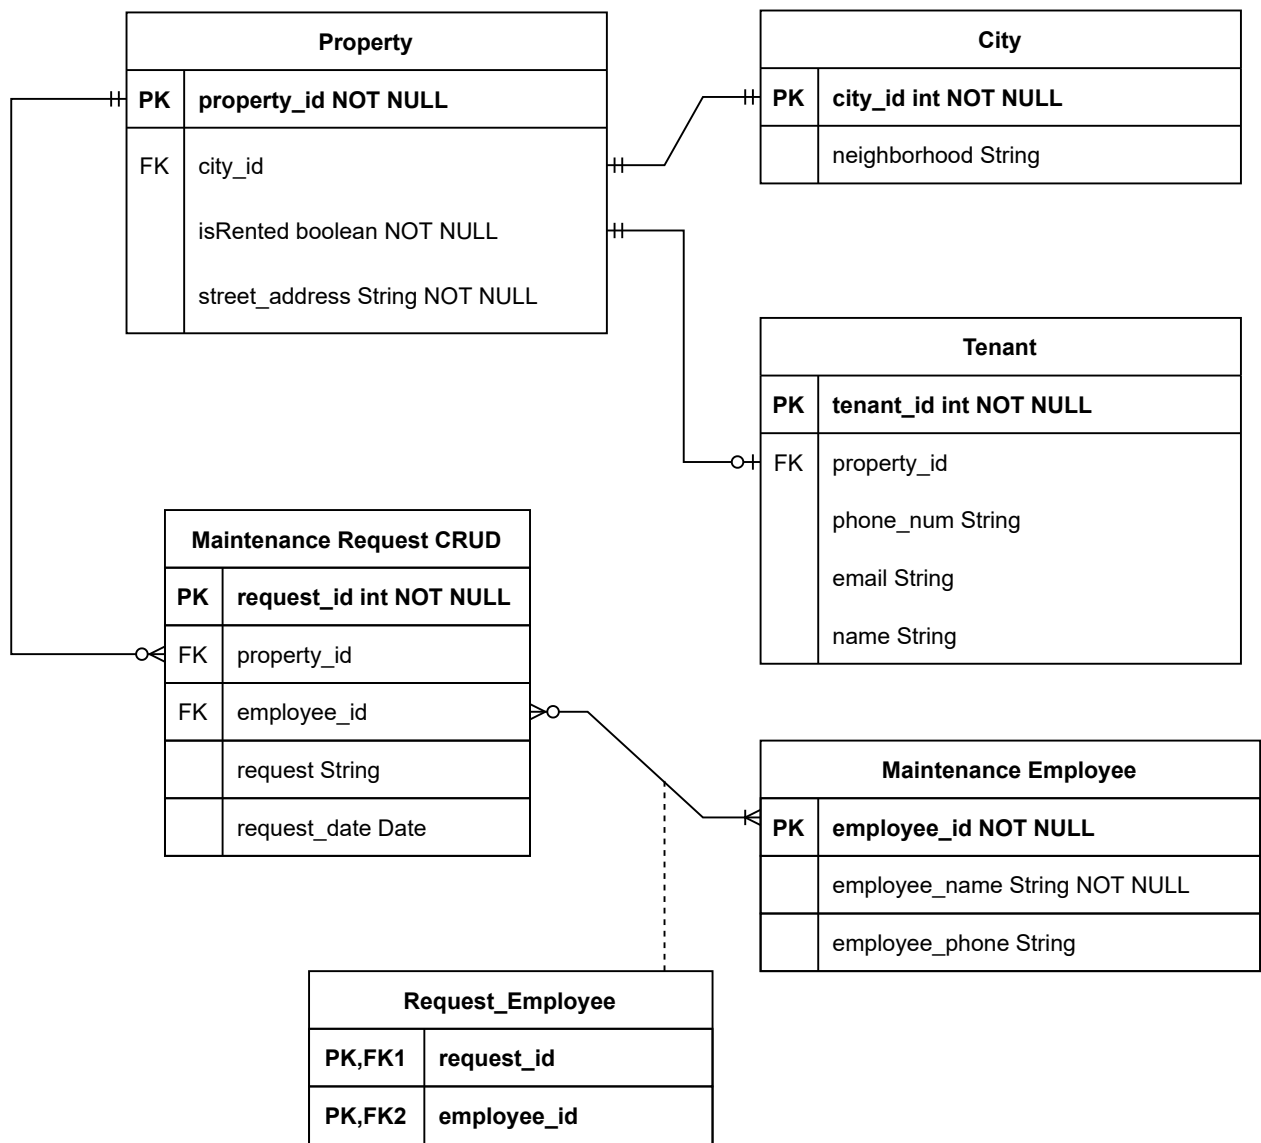 Property
PK property_id NOT NULL
FK city_id
isRented boolean NOT NULL
street_address String NOT NULL
City
PK city_id int NOT NULL
neighborhood String
Tenant
PK tenant_id int NOT NULL
FK property_id
phone_num String
email String
name String
Maintenance Request CRUD
PK request_id int NOT NULL
FK property_id
FK employee_id
request String
request_date Date
Maintenance Employee
PK employee_id NOT NULL
employee_name String NOT NULL
employee_phone String
Request_Employee
PK,FK1 request_id
PK,FK2 employee_id